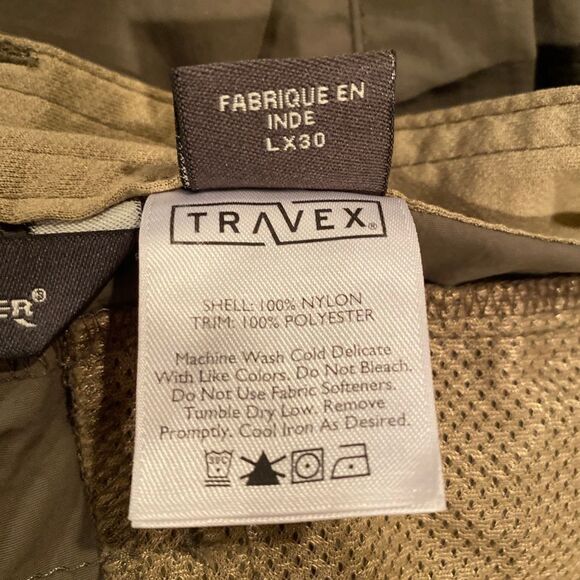 FABRIQUE EN
INDE
LX30
TRAVEX®
ER®
SHELL: 100% NYLON
TRIM: 100% POLYESTER
Machine Wash Cold Delicate
With Like Colors. Do Not Bleach.
Do Not Use Fabric Softeners.
Tumble Dry Low. Remove
Promptly. Cool Iron As Desired.